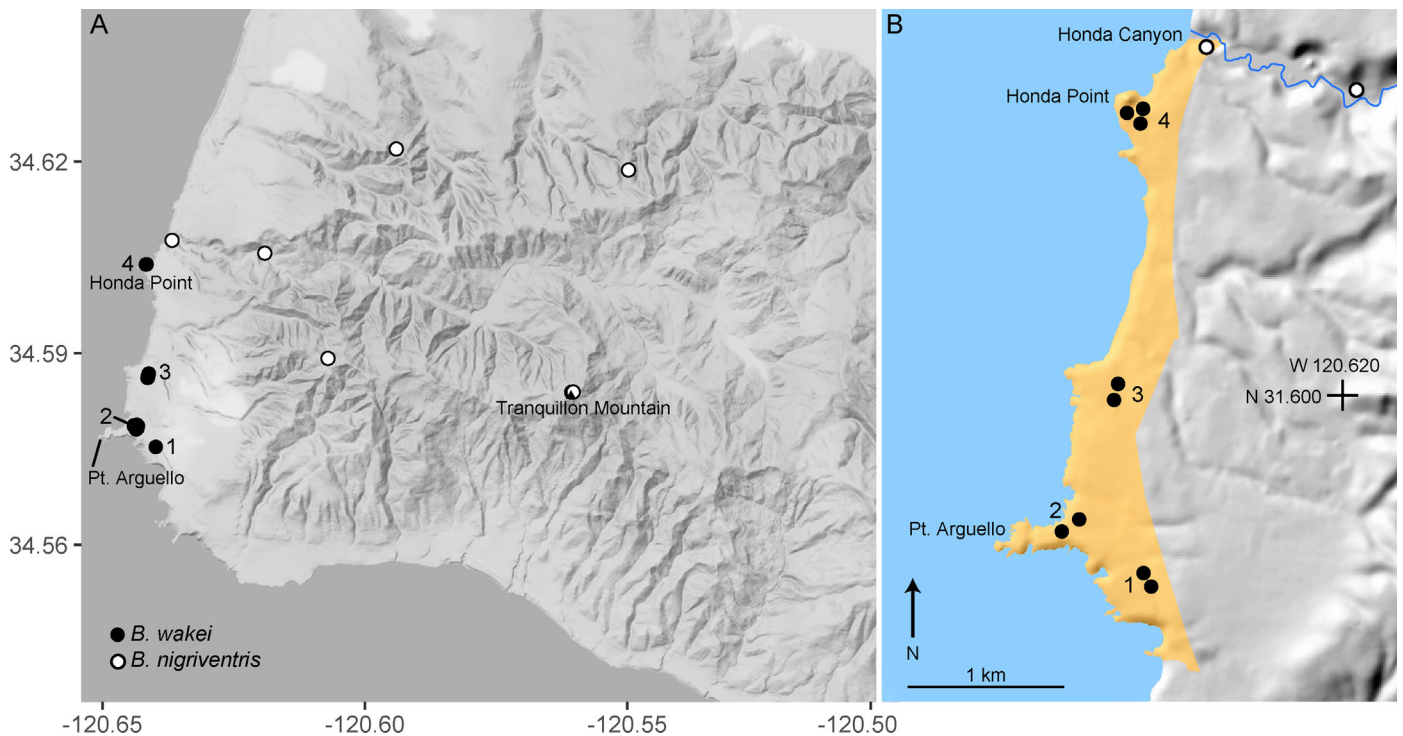 A
34.62
34.59
34.56
4
Honda Point
3
2
1
Pt. Arguello
Tranquillon Mountain
B. wakei
B. nigriventris
-120.65
-120.60
-120.55
-120.50
B
Honda Canyon
Honda Point
4
W 120.620
N 31.600
3
2
Pt. Arguello
1
N
1 km